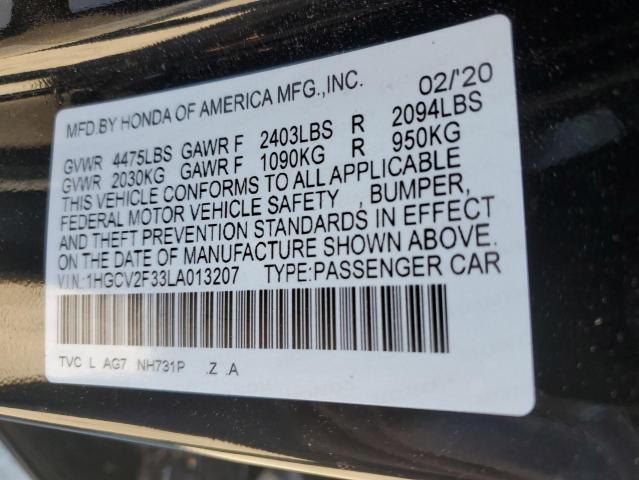 MFD.BY HONDA OF AMERICA MFG.,INC. 02/'20
GVWR 4475LBS GAWR F 2403LBS R 2094LBS
GVWR 2030KG GAWR F 1090KG R 950KG
THIS VEHICLE CONFORMS TO ALL APPLICABLE
FEDERAL MOTOR VEHICLE SAFETY , BUMPER,
AND THEFT PREVENTION STANDARDS IN EFFECT
ON THE DATE OF MANUFACTURE SHOWN ABOVE.
V.I.N.:1HGCV2F33LA013207 TYPE:PASSENGER CAR
TVC L AG7 NH731P .Z .A